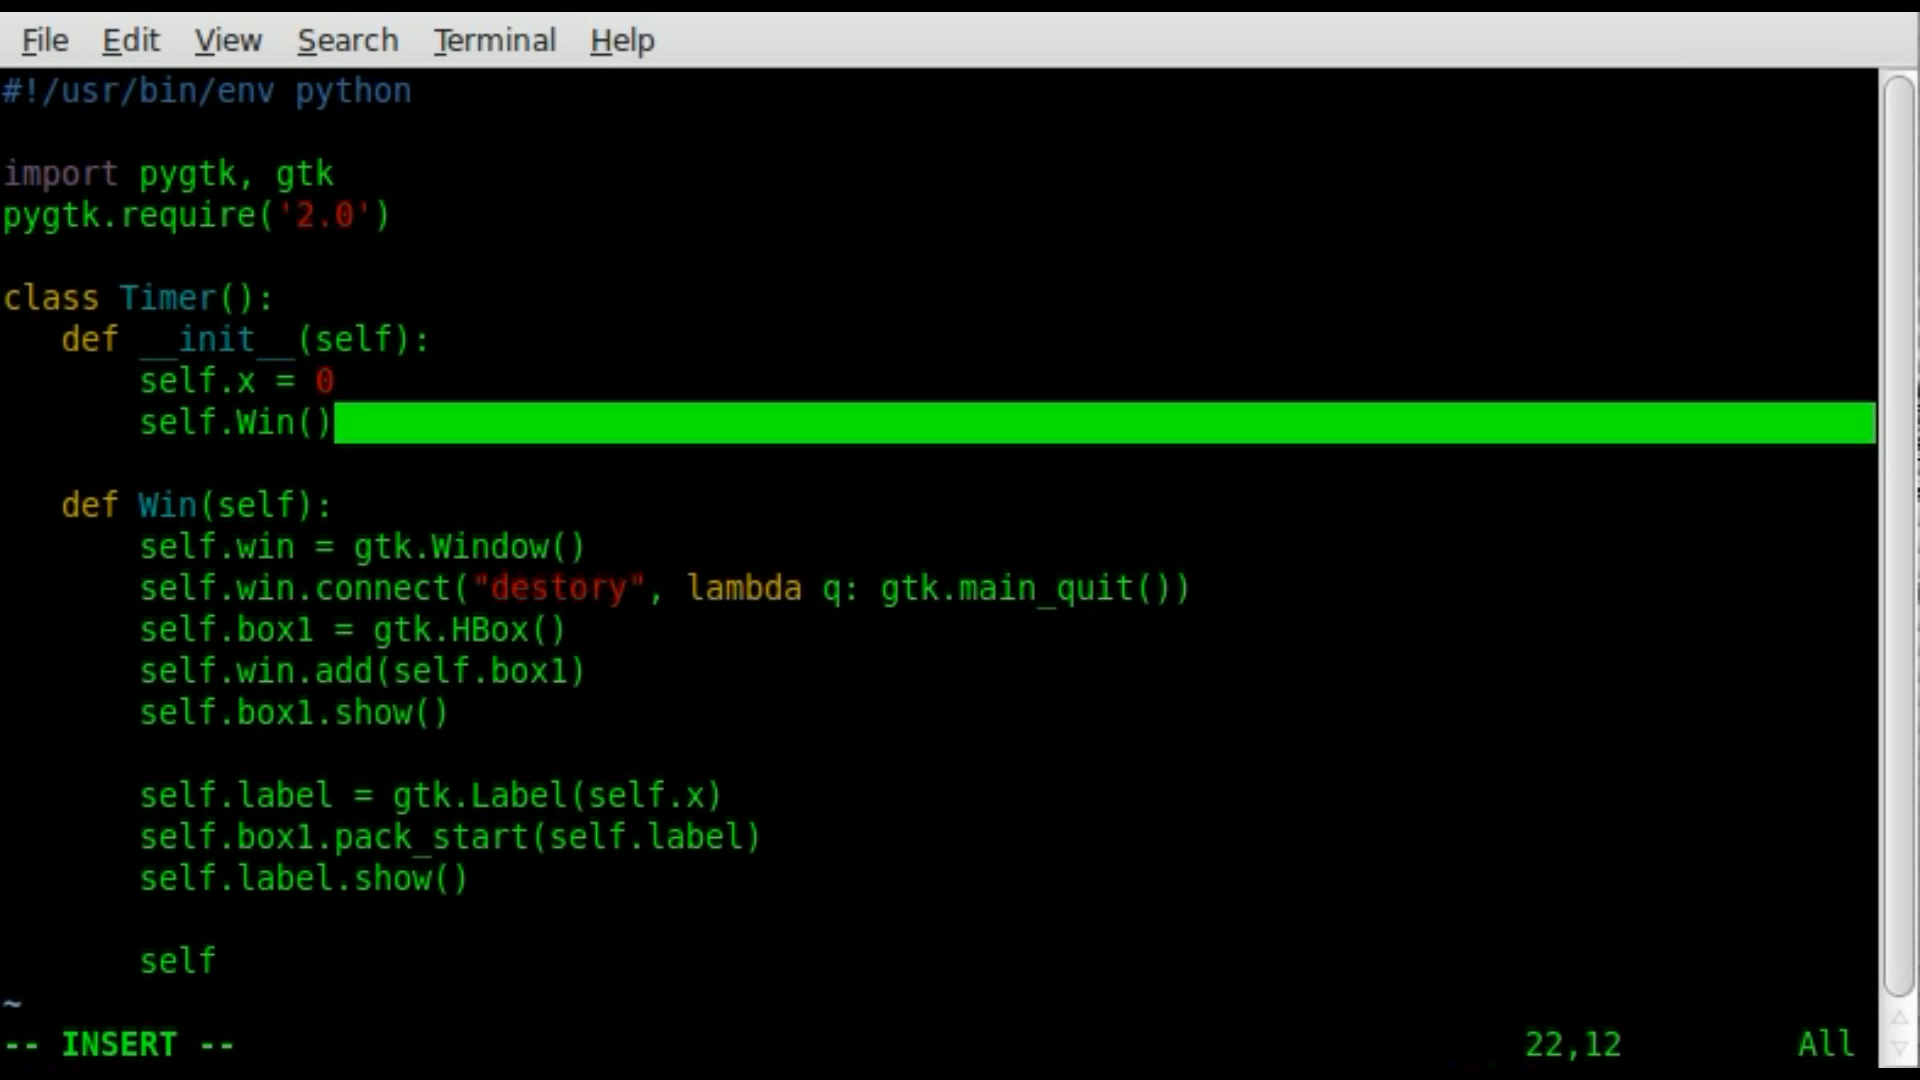 File Edit View Search Terminal Help
#!/usr/bin/env python
import pygtk, gtk
pygtk.require('2.0')
class Timer():
def __init__(self):
self.x = 0
self.Win()
def Win(self):
self.win = gtk.Window()
self.win.connect("destory", lambda q: gtk.main_quit())
self.box1 = gtk.HBox()
self.win.add(self.box1)
self.box1.show()
self.label = gtk.Label(self.x)
self.box1.pack_start(self.label)
self.label.show()
self
~
-- INSERT -- 22,12 All